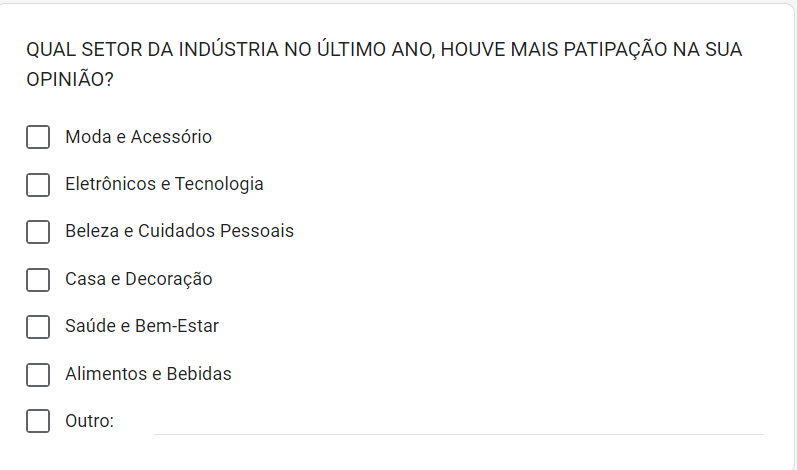 QUAL SETOR DA INDÚSTRIA NO ÚLTIMO ANO, HOUVE MAIS PATIPAÇÃO NA SUA
OPINIÃO?
Moda e Acessório
Eletrônicos e Tecnologia
Beleza e Cuidados Pessoais
Casa e Decoração
Saúde e Bem-Estar
Alimentos e Bebidas
Outro: